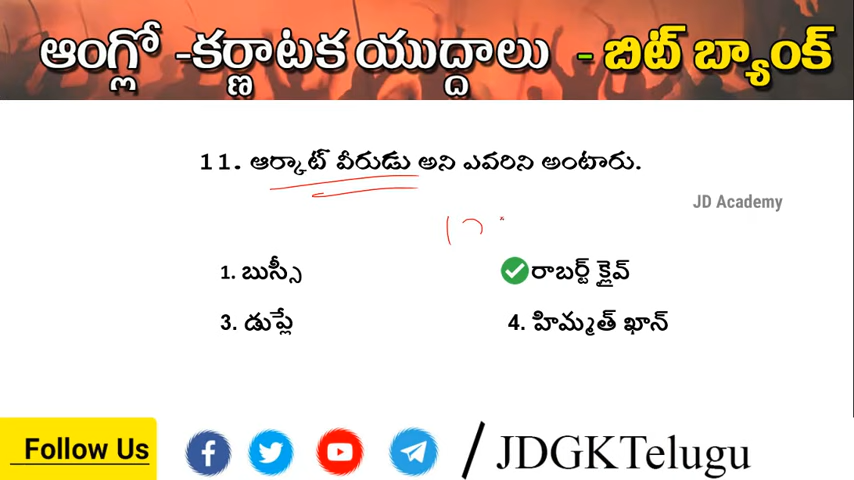 ఆంగ్లో -కర్ణాటక యుద్దాలు - బిట్ బ్యాంక్
11. ఆర్కాట్ వీరుడు అని ఎవరిని అంటారు.
JD Academy
1. బుస్సీ
రాబర్ట్ క్లైవ్
3. డుప్లే
4. హిమ్మత్ ఖాన్
Follow Us
/ JDGKTelugu